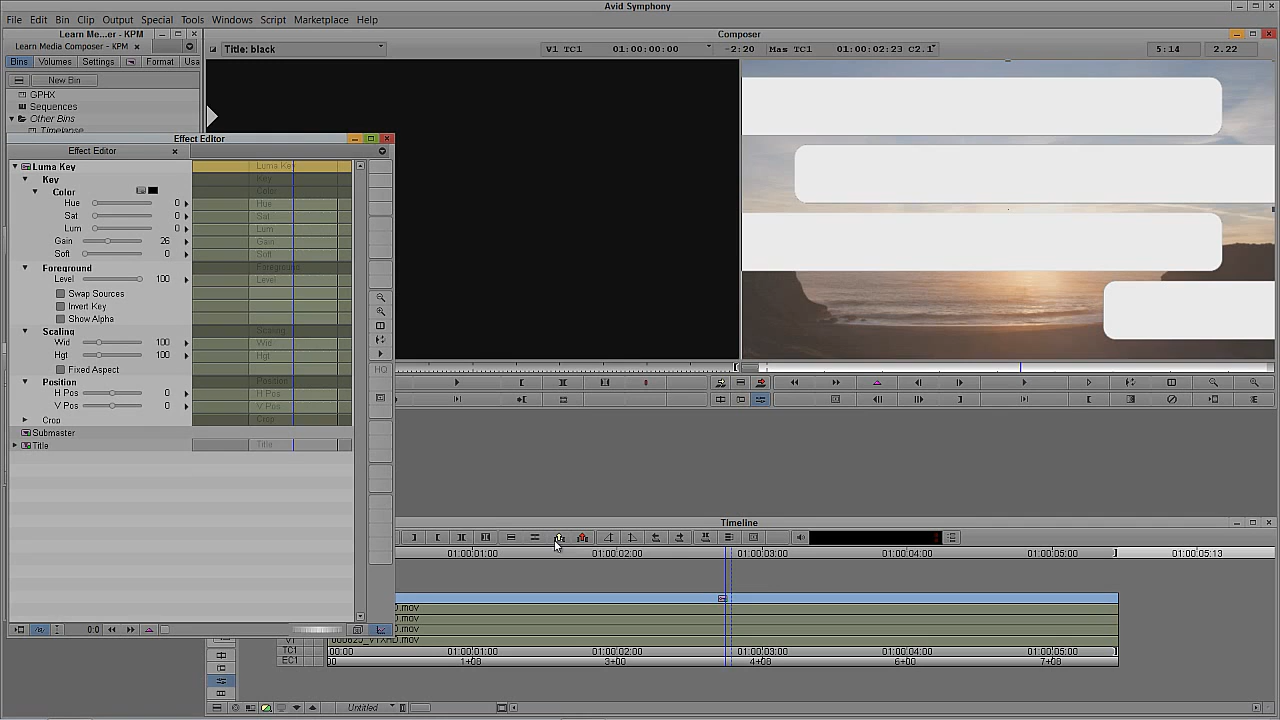 Avid Symphony
File Edit Bin Clip Output Special Tools Windows Script Marketplace Help
Learn Me...er - KPM
Composer
Learn Media Composer - KPM
Title: black
V1 TC1 01:00:00:00 -2:20 Mas TC1 01:00:02:23 C2.1
5:14 2.22
Bins Volumes Settings Format Usa
New Bin
GPHX
Sequences
Other Bins
Timelapse
Effect Editor
Effect Editor
Luma Key Luma Key
Key Key
Color Color
Hue 0 Hue
Sat 0 Sat
Lum 0 Lum
Gain 26 Gain
Soft 0 Soft
Foreground Foreground
Level 100 Level
Swap Sources
Invert Key
Show Alpha
Scaling Scaling
Wid 100 Wid
Hgt 100 Hgt
Fixed Aspect
HQ
Position Position
H Pos 0 H Pos
V Pos 0 V Pos
Crop Crop
Submaster
Title Title
Timeline
01:00:01:00 01:00:02:00 01:00:03:00 01:00:04:00 01:00:05:00 01:00:05:13
.mov
.mov
.mov
.mov
0:0
V1
TC1 00:00 01:00:01:00 01:00:02:00 01:00:03:00 01:00:04:00 01:00:05:00
EC1 00 1+08 3+00 4+08 6+00 7+08
Untitled